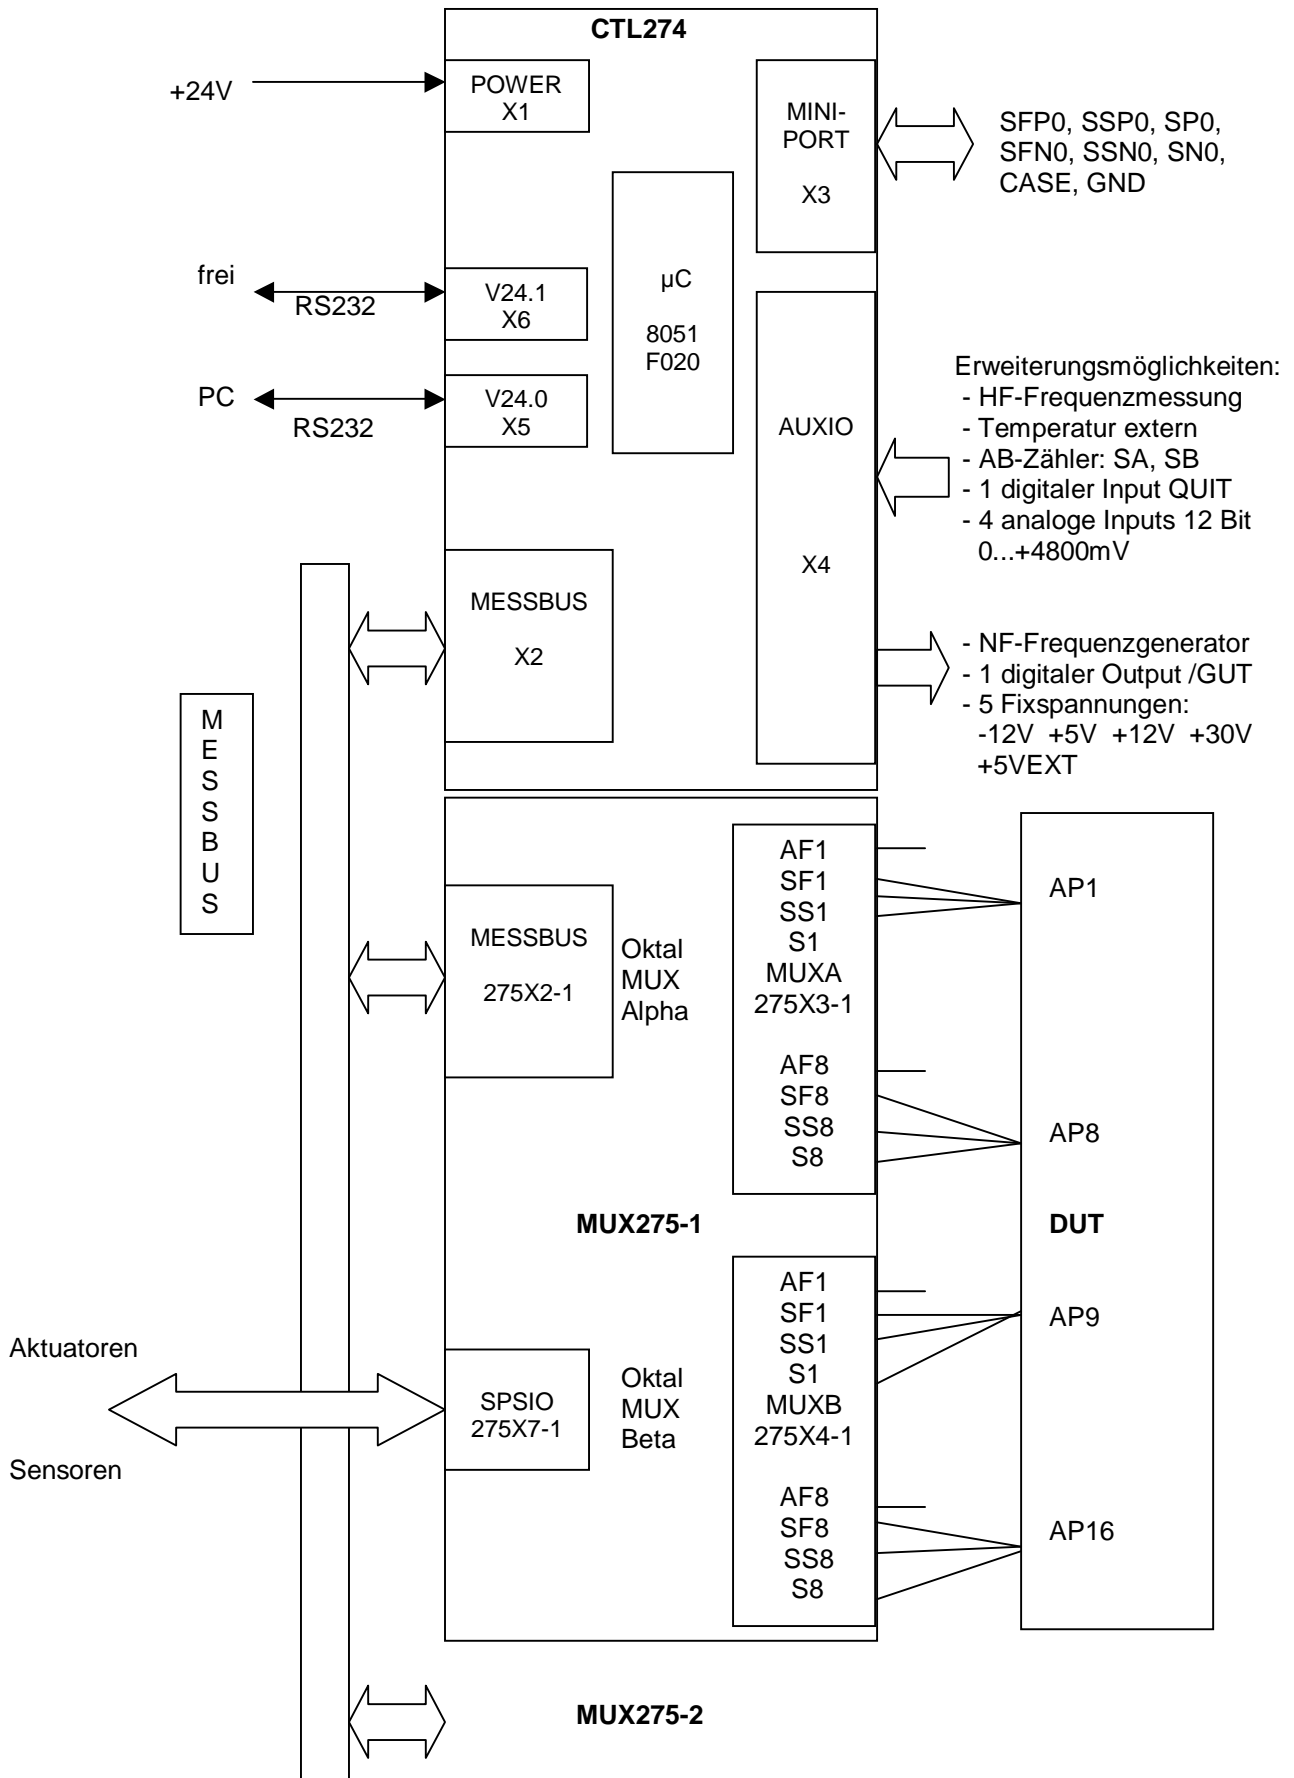 CTL274
+24V
POWER
X1
MINI-
PORT
X3
SFP0, SSP0, SP0,
SFN0, SSN0, SN0,
CASE, GND
µC
8051
F020
frei
RS232
V24.1
X6
PC
RS232
V24.0
X5
AUXIO
X4
Erweiterungsmöglichkeiten:
- HF-Frequenzmessung
- Temperatur extern
- AB-Zähler: SA, SB
- 1 digitaler Input QUIT
- 4 analoge Inputs 12 Bit
0...+4800mV
- NF-Frequenzgenerator
- 1 digitaler Output /GUT
- 5 Fixspannungen:
-12V +5V +12V +30V
+5VEXT
MESSBUS
X2
M
E
S
S
B
U
S
MESSBUS
275X2-1
Oktal
MUX
Alpha
AF1
SF1
SS1
S1
MUXA
275X3-1
AF8
SF8
SS8
S8
AP1
AP8
MUX275-1
DUT
AF1
SF1
SS1
S1
MUXB
275X4-1
AF8
SF8
SS8
S8
AP9
AP16
Aktuatoren
Sensoren
SPSIO
275X7-1
Oktal
MUX
Beta
MUX275-2